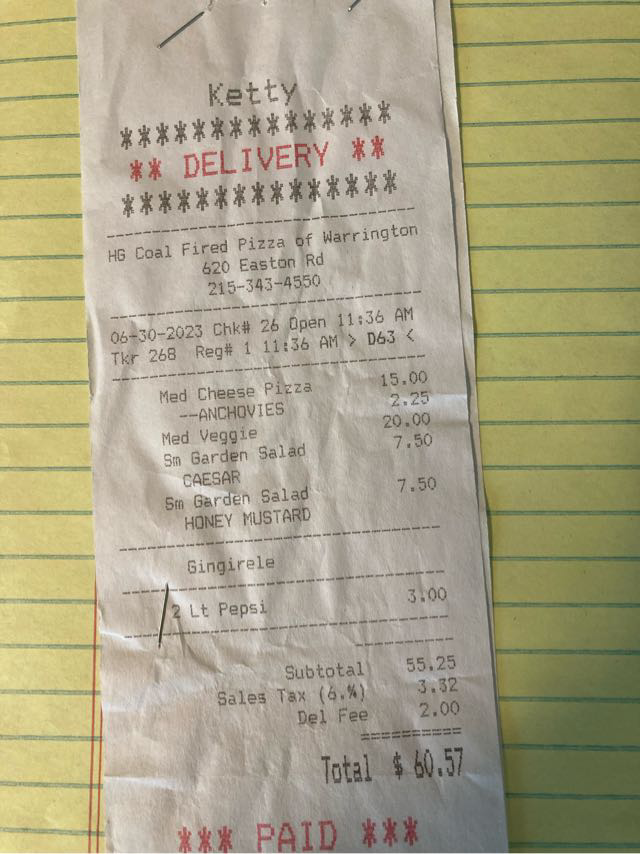 Ketty
***************
** DELIVERY **
***************
HG Coal Fired Pizza of Warrington
620 Easton Rd
215-343-4550
06-30-2023 Chk# 26 Open 11:36 AM
Tkr 268 Reg# 1 11:36 AM > D63 <
Med Cheese Pizza 15.00
--ANCHOVIES 2.25
Med Veggie 20.00
Sm Garden Salad 7.50
CAESAR
Sm Garden Salad 7.50
HONEY MUSTARD
Gingirele
2 Lt Pepsi 3.00
Subtotal 55.25
Sales Tax (6.%) 3.32
Del Fee 2.00
==========
Total $ 60.57
*** PAID ***